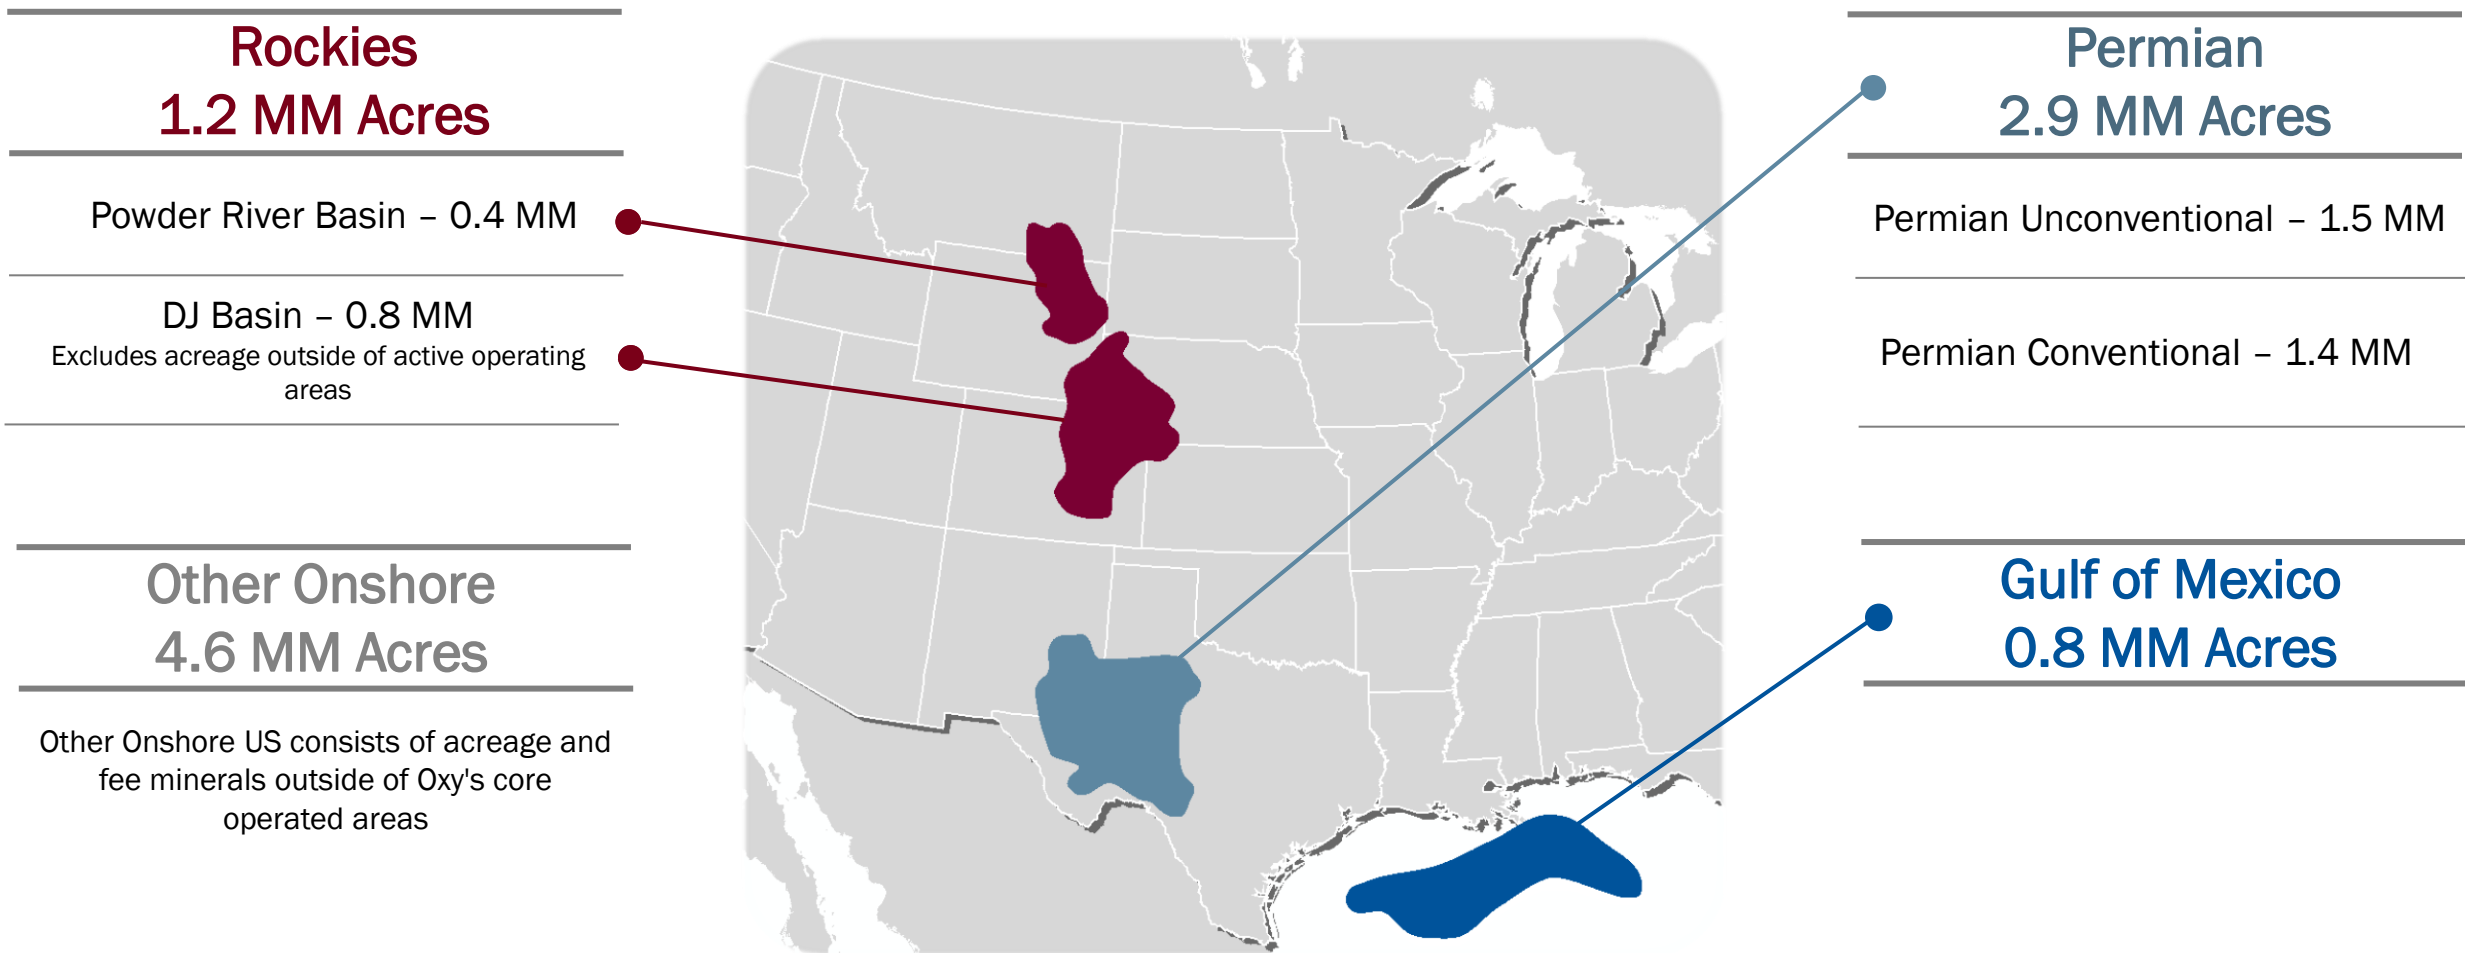 Rockies
1.2 MM Acres
Powder River Basin – 0.4 MM
DJ Basin – 0.8 MM
Excludes acreage outside of active operating
areas
Other Onshore
4.6 MM Acres
Other Onshore US consists of acreage and
fee minerals outside of Oxy's core
operated areas
Permian
2.9 MM Acres
Permian Unconventional – 1.5 MM
Permian Conventional – 1.4 MM
Gulf of Mexico
0.8 MM Acres